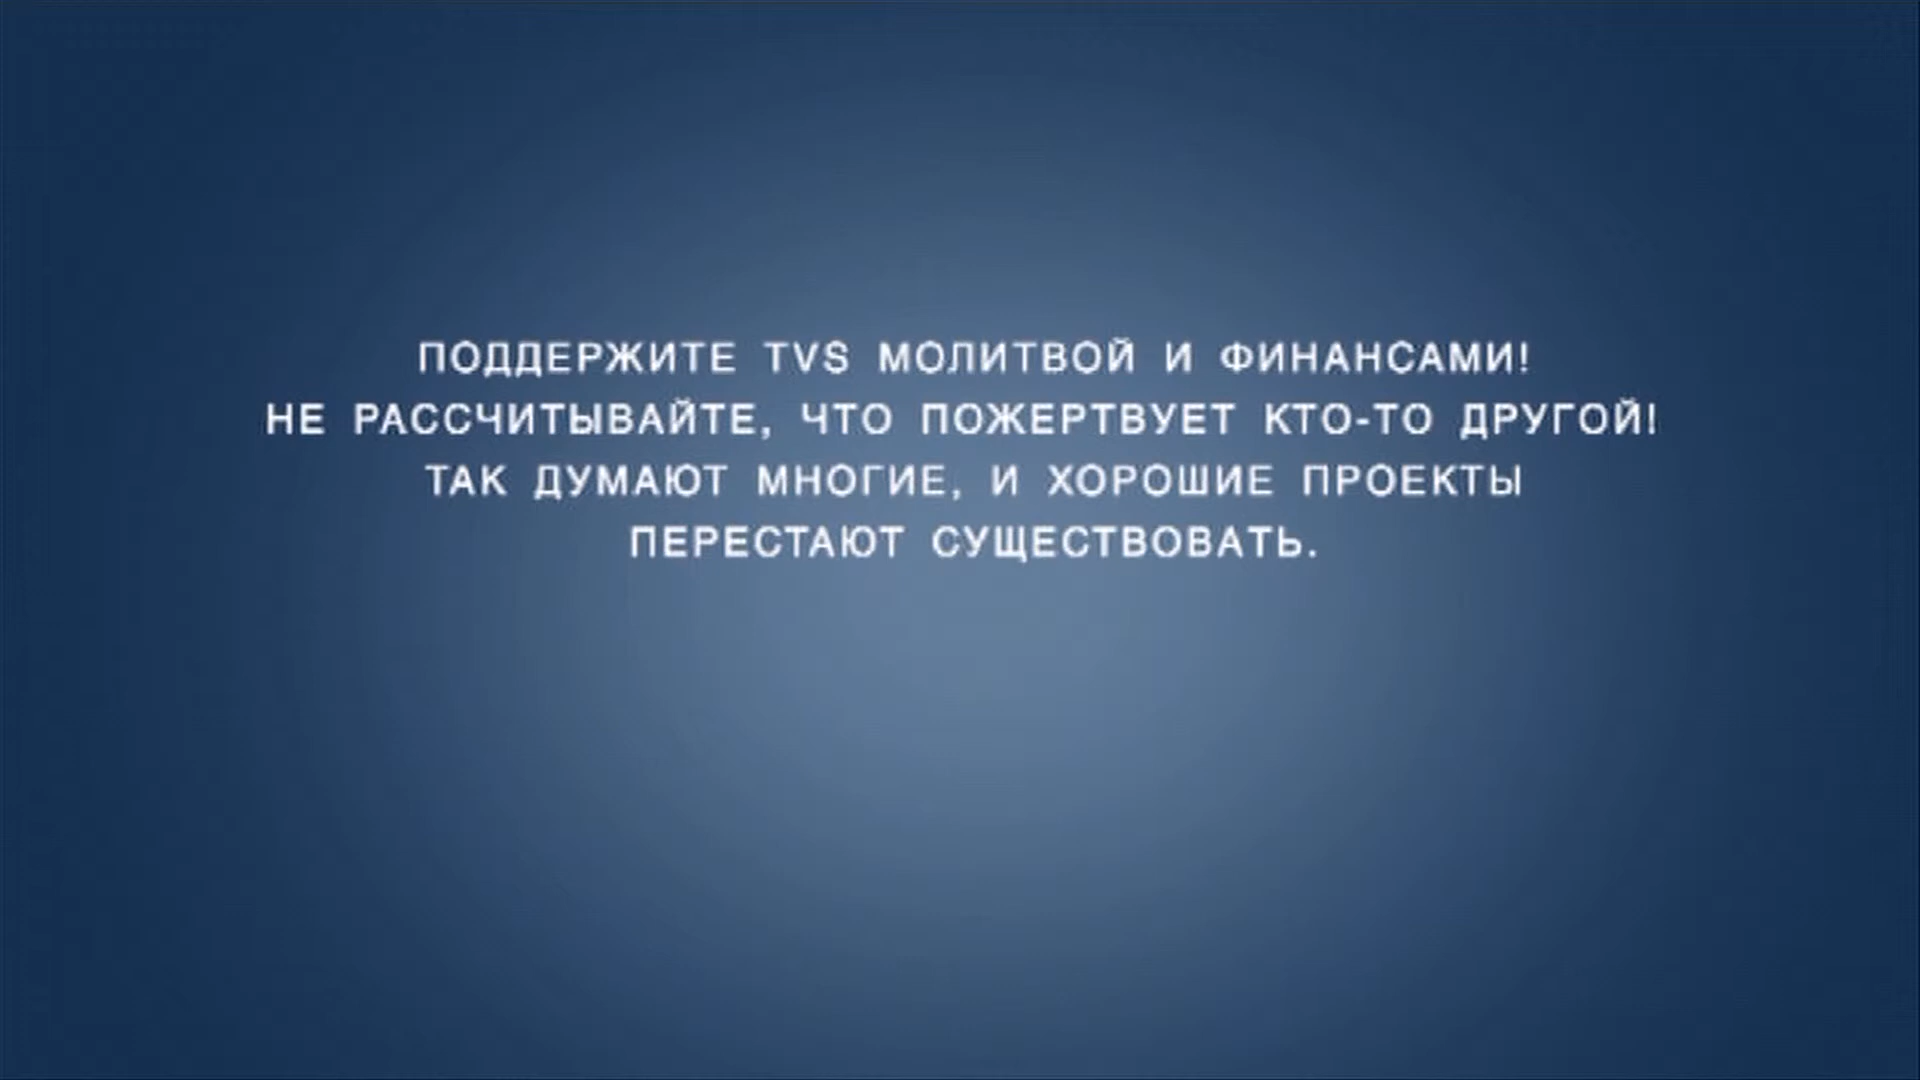 ПОДДЕРЖИТЕ TVS МОЛИТВОЙ И ФИНАНСАМИ!
НЕ РАССЧИТЫВАЙТЕ, ЧТО ПОЖЕРТВУЕТ КТО-ТО ДРУГОЙ!
ТАК ДУМАЮТ МНОГИЕ, И ХОРОШИЕ ПРОЕКТЫ
ПЕРЕСТАЮТ СУЩЕСТВОВАТЬ.